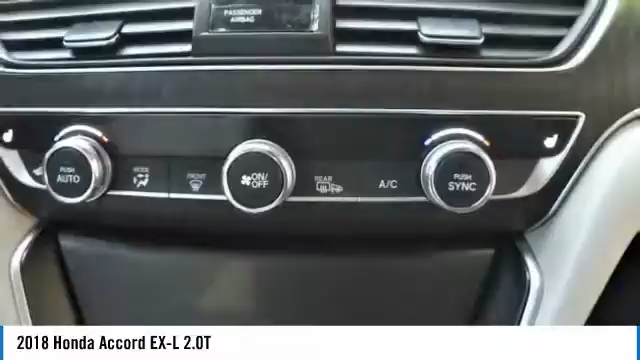 PASSENGER
AIRBAG
PUSH
AUTO
MODE
FRONT
ON/
OFF
REAR
A/C
PUSH
SYNC
2018 Honda Accord EX-L 2.0T